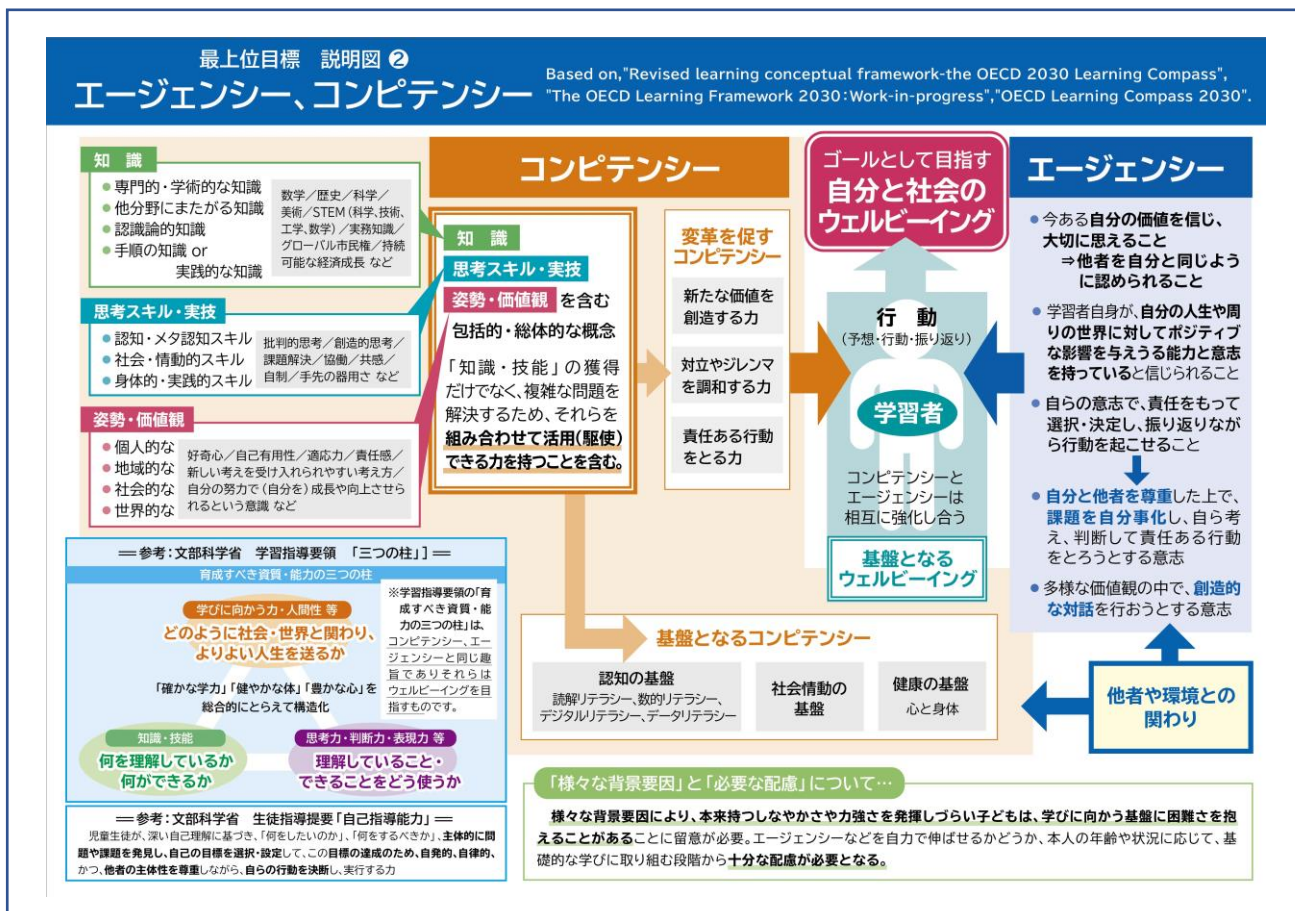 最上位目標 説明図 ❷
エージェンシー、コンピテンシー
Based on,"Revised learning conceptual framework-the OECD 2030 Learning Compass",
"The OECD Learning Framework 2030：Work-in-progress","OECD Learning Compass 2030".
知 識
● 専門的・学術的な知識
● 他分野にまたがる知識
● 認識論的知識
● 手順の知識 or
実践的な知識
数学／歴史／科学／
美術／STEM（科学、技術、
工学、数学）／実務知識／
グローバル市民権／持続
可能な経済成長 など
思考スキル・実技
● 認知・メタ認知スキル
● 社会・情動的スキル
● 身体的・実践的スキル
批判的思考／創造的思考／
課題解決／協働／共感／
自制／手先の器用さ など
姿勢・価値観
● 個人的な
● 地域的な
● 社会的な
● 世界的な
好奇心／自己有用性／適応力／責任感／
新しい考えを受け入れられやすい考え方／
自分の努力で（自分を）成長や向上させら
れるという意識 など
コンピテンシー
知 識
思考スキル・実技
姿勢・価値観 を含む
包括的・総体的な概念
「知識・技能」の獲得
だけでなく、複雑な問題を
解決するため、それらを
組み合わせて活用（駆使）
できる力を持つことを含む。
変革を促す
コンピテンシー
新たな価値を
創造する力
対立やジレンマ
を調和する力
責任ある行動
をとる力
ゴールとして目指す
自分と社会の
ウェルビーイング
行 動
（予想・行動・振り返り）
学習者
コンピテンシーと
エージェンシーは
相互に強化し合う
基盤となる
ウェルビーイング
エージェンシー
● 今ある自分の価値を信じ、
大切に思えること
⇒他者を自分と同じよう
に認められること
● 学習者自身が、自分の人生や周
りの世界に対してポジティブ
な影響を与えうる能力と意志
を持っていると信じられること
● 自らの意志で、責任をもって
選択・決定し、振り返りなが
ら行動を起こせること
● 自分と他者を尊重した上で、
課題を自分事化し、自ら考
え、判断して責任ある行動
をとろうとする意志
● 多様な価値観の中で、創造的
な対話を行おうとする意志
他者や環境との
関わり
基盤となるコンピテンシー
認知の基盤
読解リテラシー、数的リテラシー、
デジタルリテラシー、データリテラシー
社会情動の
基盤
健康の基盤
心と身体
＝参考：文部科学省 学習指導要領 「三つの柱」］＝
育成すべき資質・能力の三つの柱
学びに向かう力・人間性 等
どのように社会・世界と関わり、
よりよい人生を送るか
「確かな学力」「健やかな体」「豊かな心」を
総合的にとらえて構造化
知識・技能
何を理解しているか
何ができるか
思考力・判断力・表現力 等
理解していること・
できることをどう使うか
※学習指導要領の「育
成すべき資質・能
力の三つの柱」は、
コンピテンシー、エー
ジェンシーと同じ趣
旨でありそれらは
ウェルビーイングを目
指すものです。
＝参考：文部科学省 生徒指導提要「自己指導能力」＝
児童生徒が、深い自己理解に基づき、「何をしたいのか」、「何をするべきか」、主体的に問
題や課題を発見し、自己の目標を選択・設定して、この目標の達成のため、自発的、自律的、
かつ、他者の主体性を尊重しながら、自らの行動を決断し、実行する力
「様々な背景要因」と「必要な配慮」について…
様々な背景要因により、本来持つしなやかさや力強さを発揮しづらい子どもは、学びに向かう基盤に困難さを抱
えることがあることに留意が必要。エージェンシーなどを自力で伸ばせるかどうか、本人の年齢や状況に応じて、基
礎的な学びに取り組む段階から十分な配慮が必要となる。